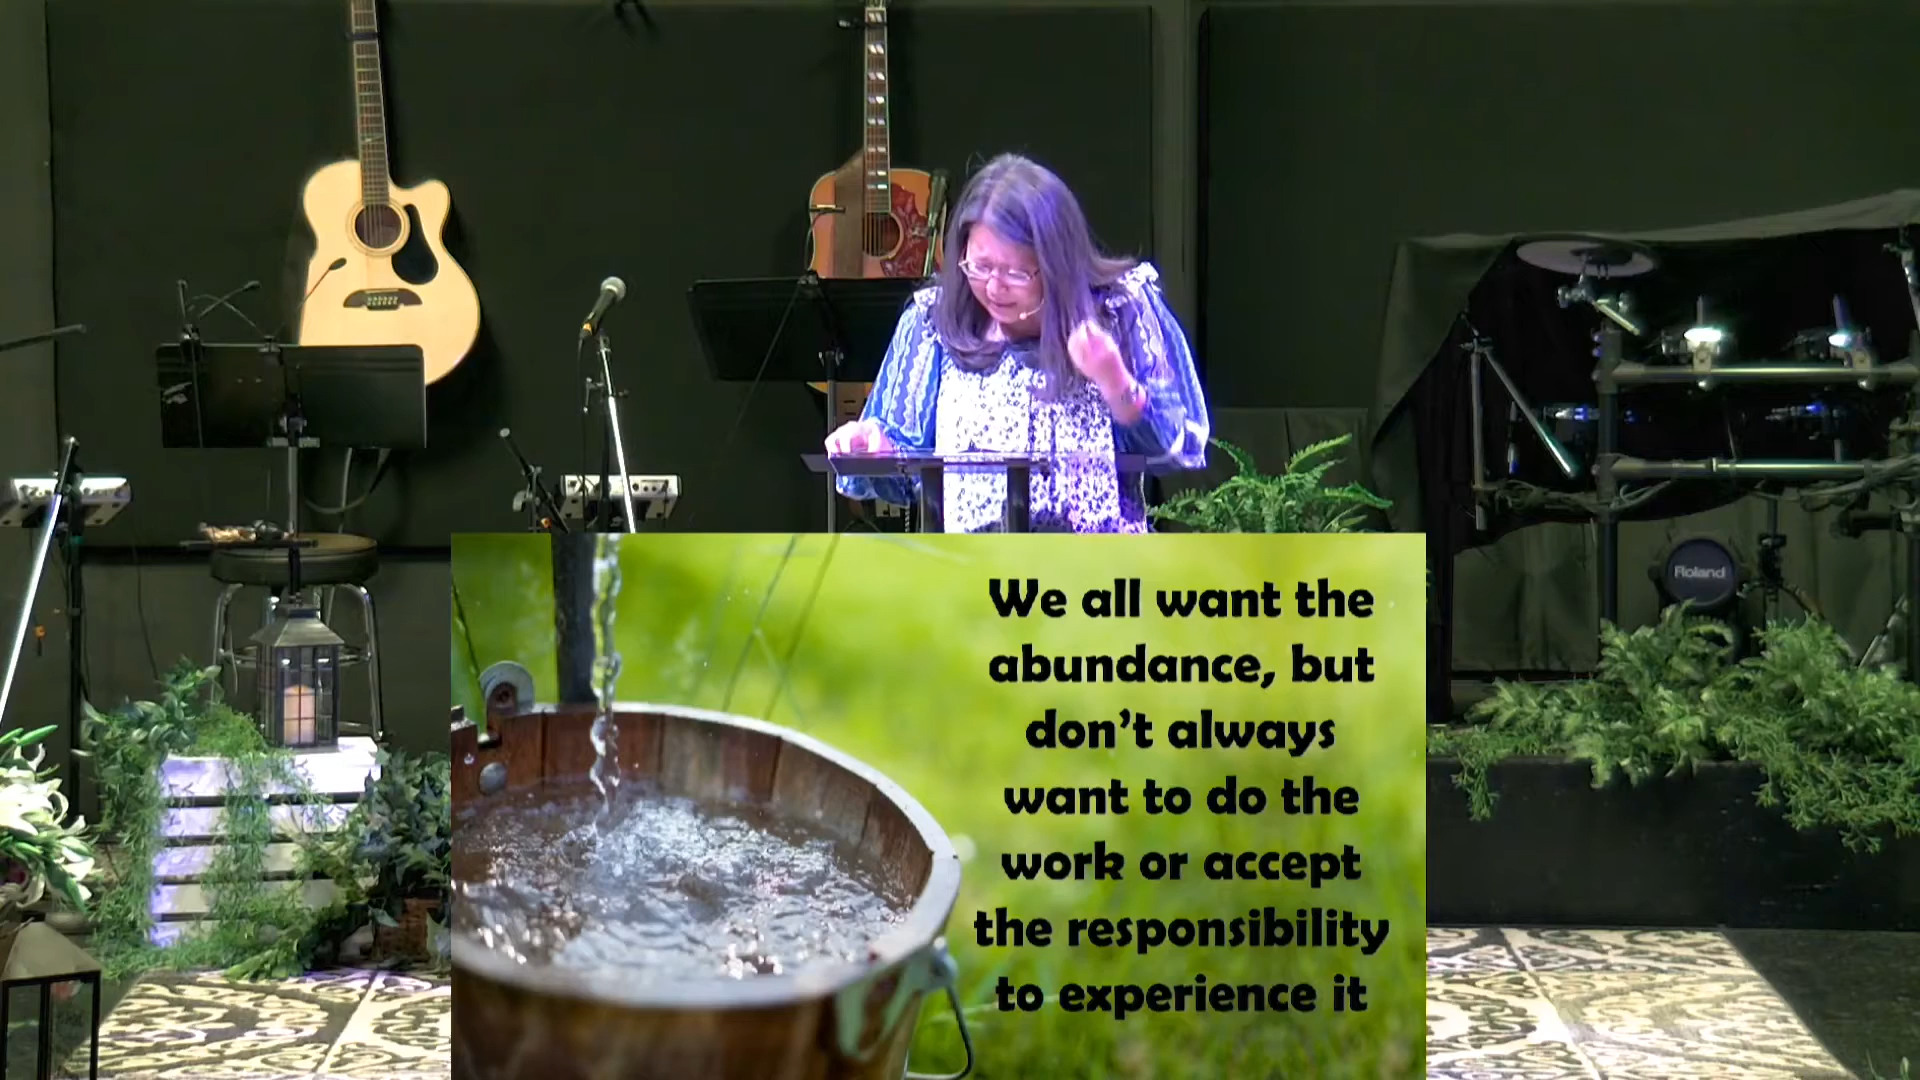 Roland
We all want the
abundance, but
don't always
want to do the
work or accept
the responsibility
to experience it